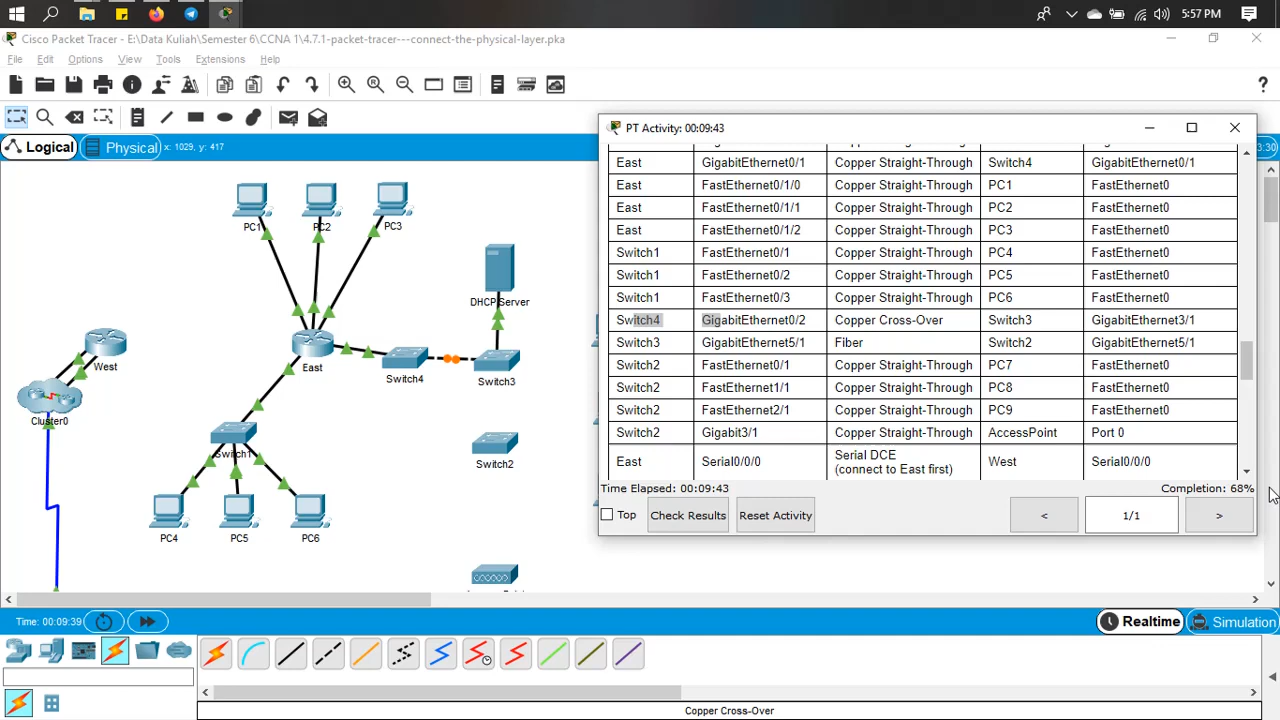 5:57 PM
Cisco Packet Tracer - E:\Data Kuliah\Semester 6\CCNA 1\4.7.1-packet-tracer---connect-the-physical-layer.pka
File Edit Options View Tools Extensions Help
Logical Physical x: 1029, y: 417
3:30
PT Activity: 00:09:43
East GigabitEthernet0/1 Copper Straight-Through Switch4 GigabitEthernet0/1
East FastEthernet0/1/0 Copper Straight-Through PC1 FastEthernet0
East FastEthernet0/1/1 Copper Straight-Through PC2 FastEthernet0
East FastEthernet0/1/2 Copper Straight-Through PC3 FastEthernet0
Switch1 FastEthernet0/1 Copper Straight-Through PC4 FastEthernet0
Switch1 FastEthernet0/2 Copper Straight-Through PC5 FastEthernet0
Switch1 FastEthernet0/3 Copper Straight-Through PC6 FastEthernet0
Switch4 GigabitEthernet0/2 Copper Cross-Over Switch3 GigabitEthernet3/1
Switch3 GigabitEthernet5/1 Fiber Switch2 GigabitEthernet5/1
Switch2 FastEthernet0/1 Copper Straight-Through PC7 FastEthernet0
Switch2 FastEthernet1/1 Copper Straight-Through PC8 FastEthernet0
Switch2 FastEthernet2/1 Copper Straight-Through PC9 FastEthernet0
Switch2 Gigabit3/1 Copper Straight-Through AccessPoint Port 0
East Serial0/0/0 Serial DCE
(connect to East first) West Serial0/0/0
Time Elapsed: 00:09:43 Completion: 68%
Top Check Results Reset Activity < 1/1 >
PC1 PC2 PC3
DHCP Server
West East Switch4 Switch3
Cluster0
Switch1 Switch2
PC4 PC5 PC6
Time: 00:09:39 Realtime Simulation
Copper Cross-Over